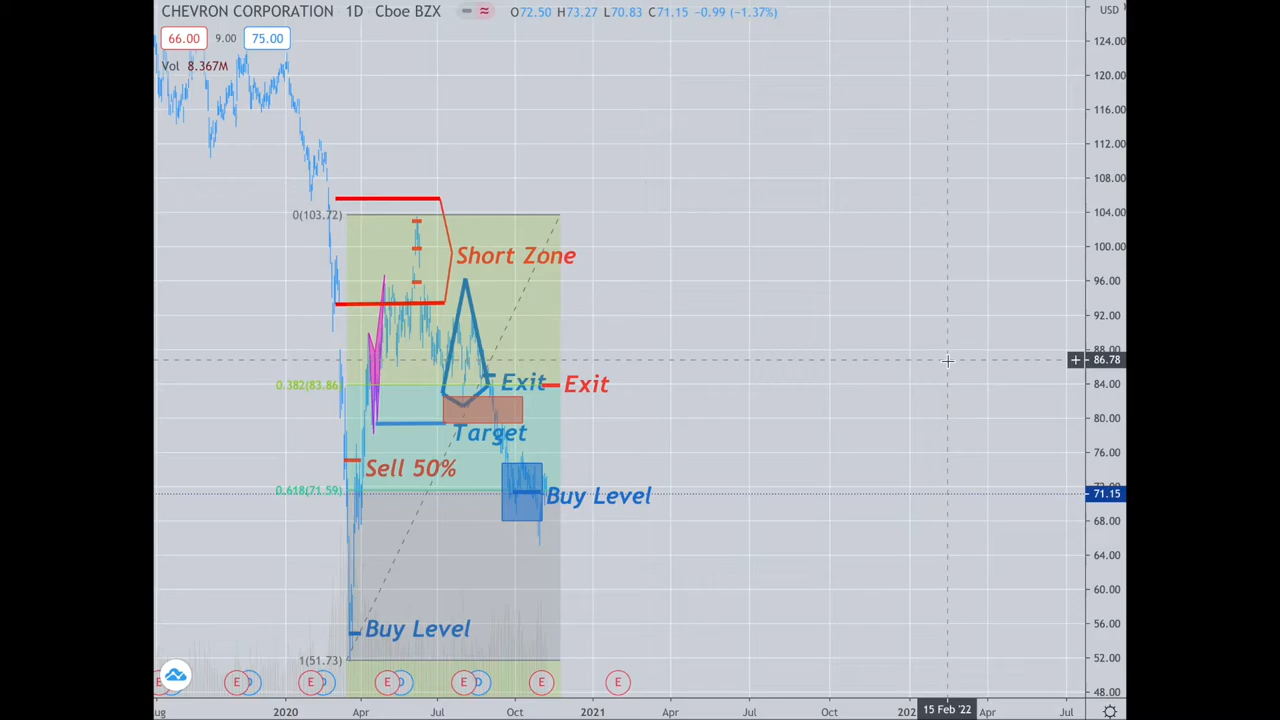 CHEVRON CORPORATION · 1D · Cboe BZX O72.50 H73.27 L70.83 C71.15 -0.99 (-1.37%) USD
66.00 9.00 75.00
Vol 8.367M
124.00
120.00
116.00
112.00
108.00
104.00
0(103.72)
Short Zone
100.00
96.00
92.00
88.00
86.78
0.382(83.86) Exit Exit 84.00
80.00
Target
76.00
Sell 50%
0.618(71.59) Buy Level 71.15
68.00
64.00
60.00
Buy Level
56.00
1(51.73) 52.00
E E D E D E D E D E E
48.00
2020 Apr Jul Oct 2021 Apr Jul Oct 15 Feb '22 Apr Jul